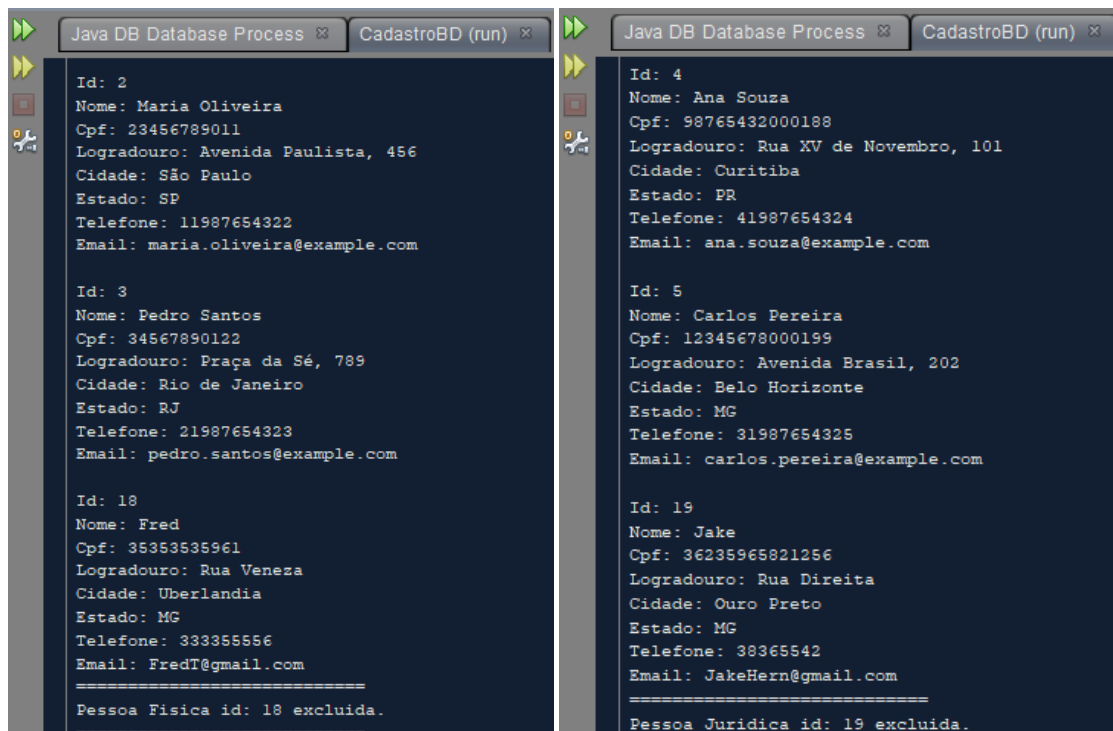 Java DB Database Process
CadastroBD (run)
Id: 2
Nome: Maria Oliveira
Cpf: 23456789011
Logradouro: Avenida Paulista, 456
Cidade: São Paulo
Estado: SP
Telefone: 11987654322
Email: maria.oliveira@example.com
Id: 3
Nome: Pedro Santos
Cpf: 34567890122
Logradouro: Praça da Sé, 789
Cidade: Rio de Janeiro
Estado: RJ
Telefone: 21987654323
Email: pedro.santos@example.com
Id: 18
Nome: Fred
Cpf: 35353535961
Logradouro: Rua Veneza
Cidade: Uberlandia
Estado: MG
Telefone: 333355556
Email: FredT@gmail.com
============================
Pessoa Fisica id: 18 excluida.
Java DB Database Process
CadastroBD (run)
Id: 4
Nome: Ana Souza
Cpf: 98765432000188
Logradouro: Rua XV de Novembro, 101
Cidade: Curitiba
Estado: PR
Telefone: 41987654324
Email: ana.souza@example.com
Id: 5
Nome: Carlos Pereira
Cpf: 12345678000199
Logradouro: Avenida Brasil, 202
Cidade: Belo Horizonte
Estado: MG
Telefone: 31987654325
Email: carlos.pereira@example.com
Id: 19
Nome: Jake
Cpf: 36235965821256
Logradouro: Rua Direita
Cidade: Ouro Preto
Estado: MG
Telefone: 38365542
Email: JakeHern@gmail.com
============================
Pessoa Juridica id: 19 excluida.